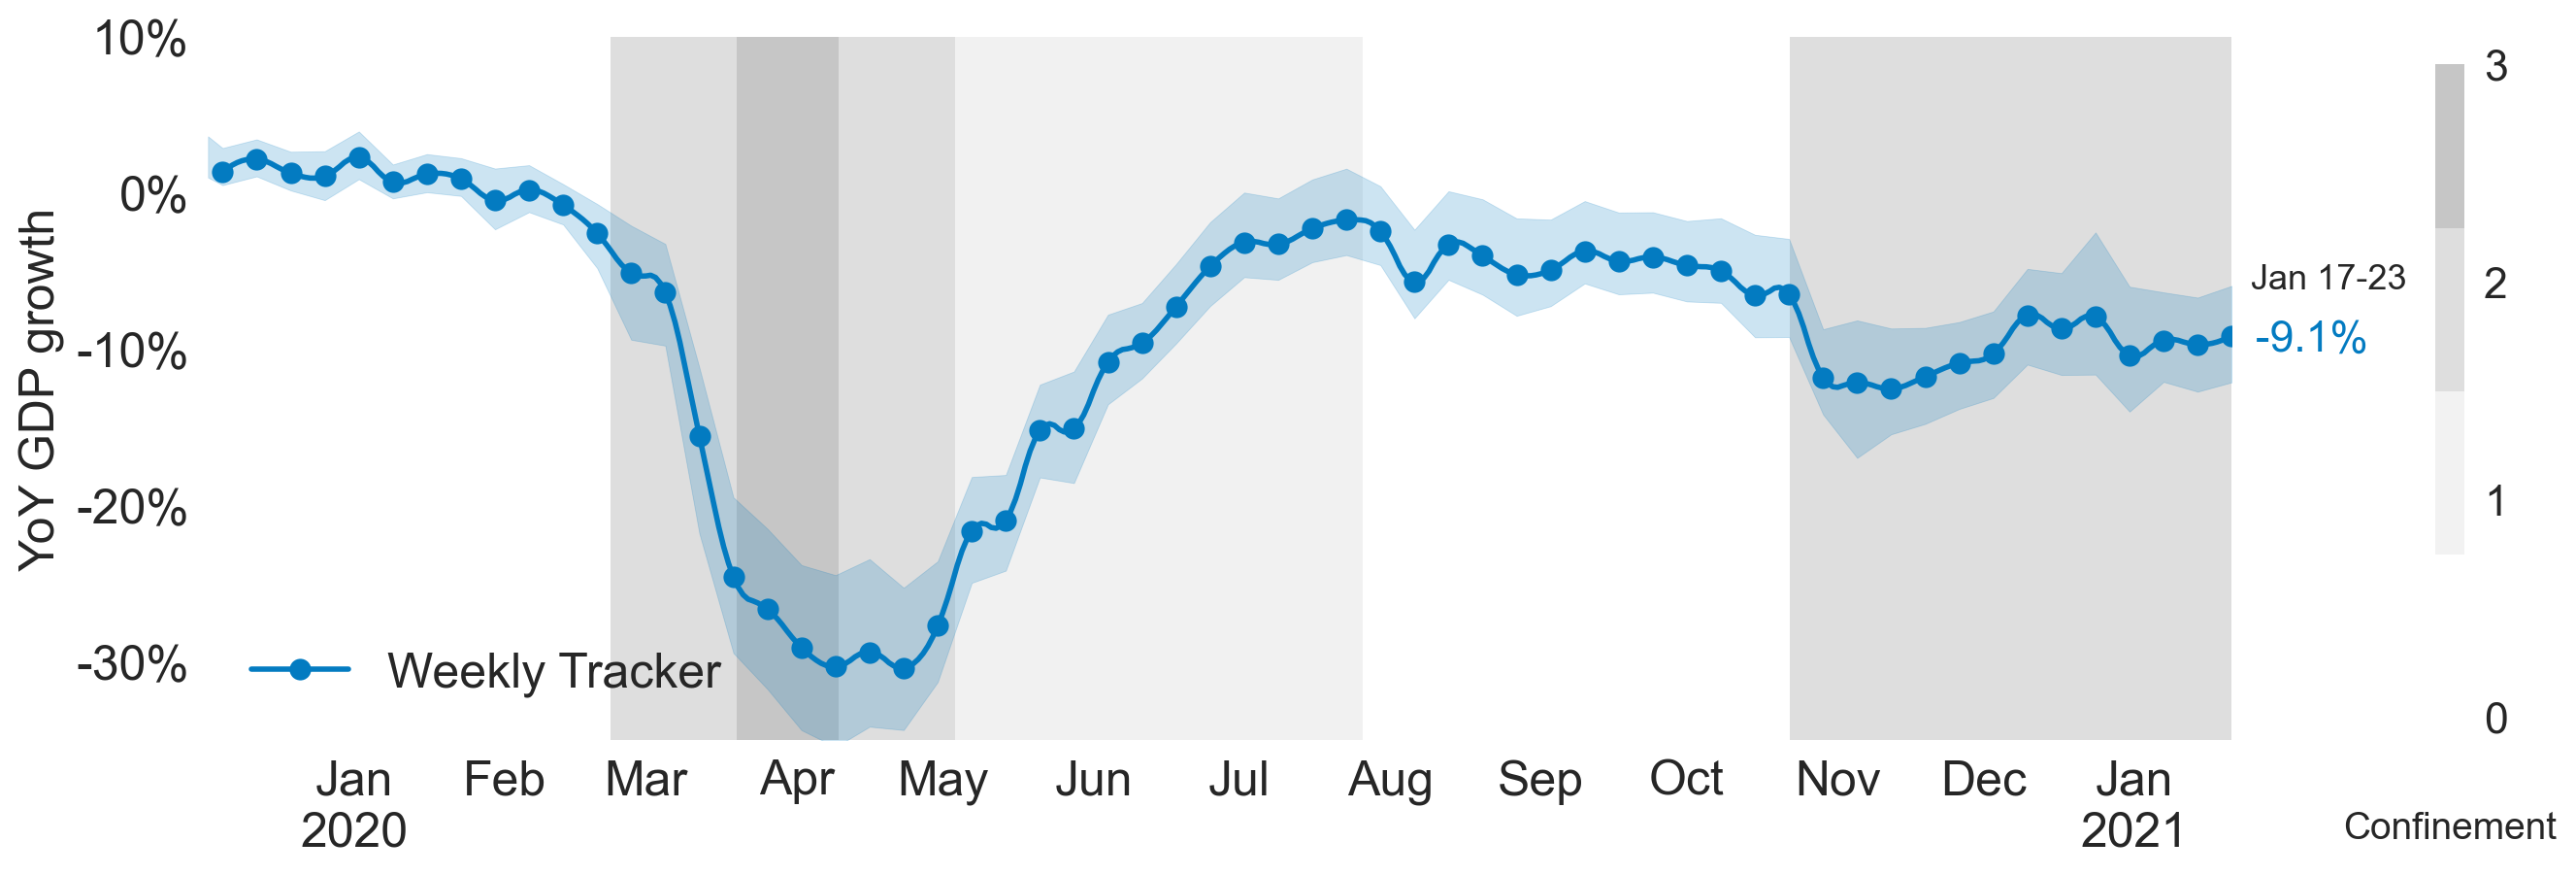 YoY GDP growth
10%
0%
-10%
-20%
-30%
Weekly Tracker
Jan Feb Mar Apr May Jun Jul Aug Sep Oct Nov Dec Jan
2020 2021
Jan 17-23
-9.1%
3
2
1
0
Confinement